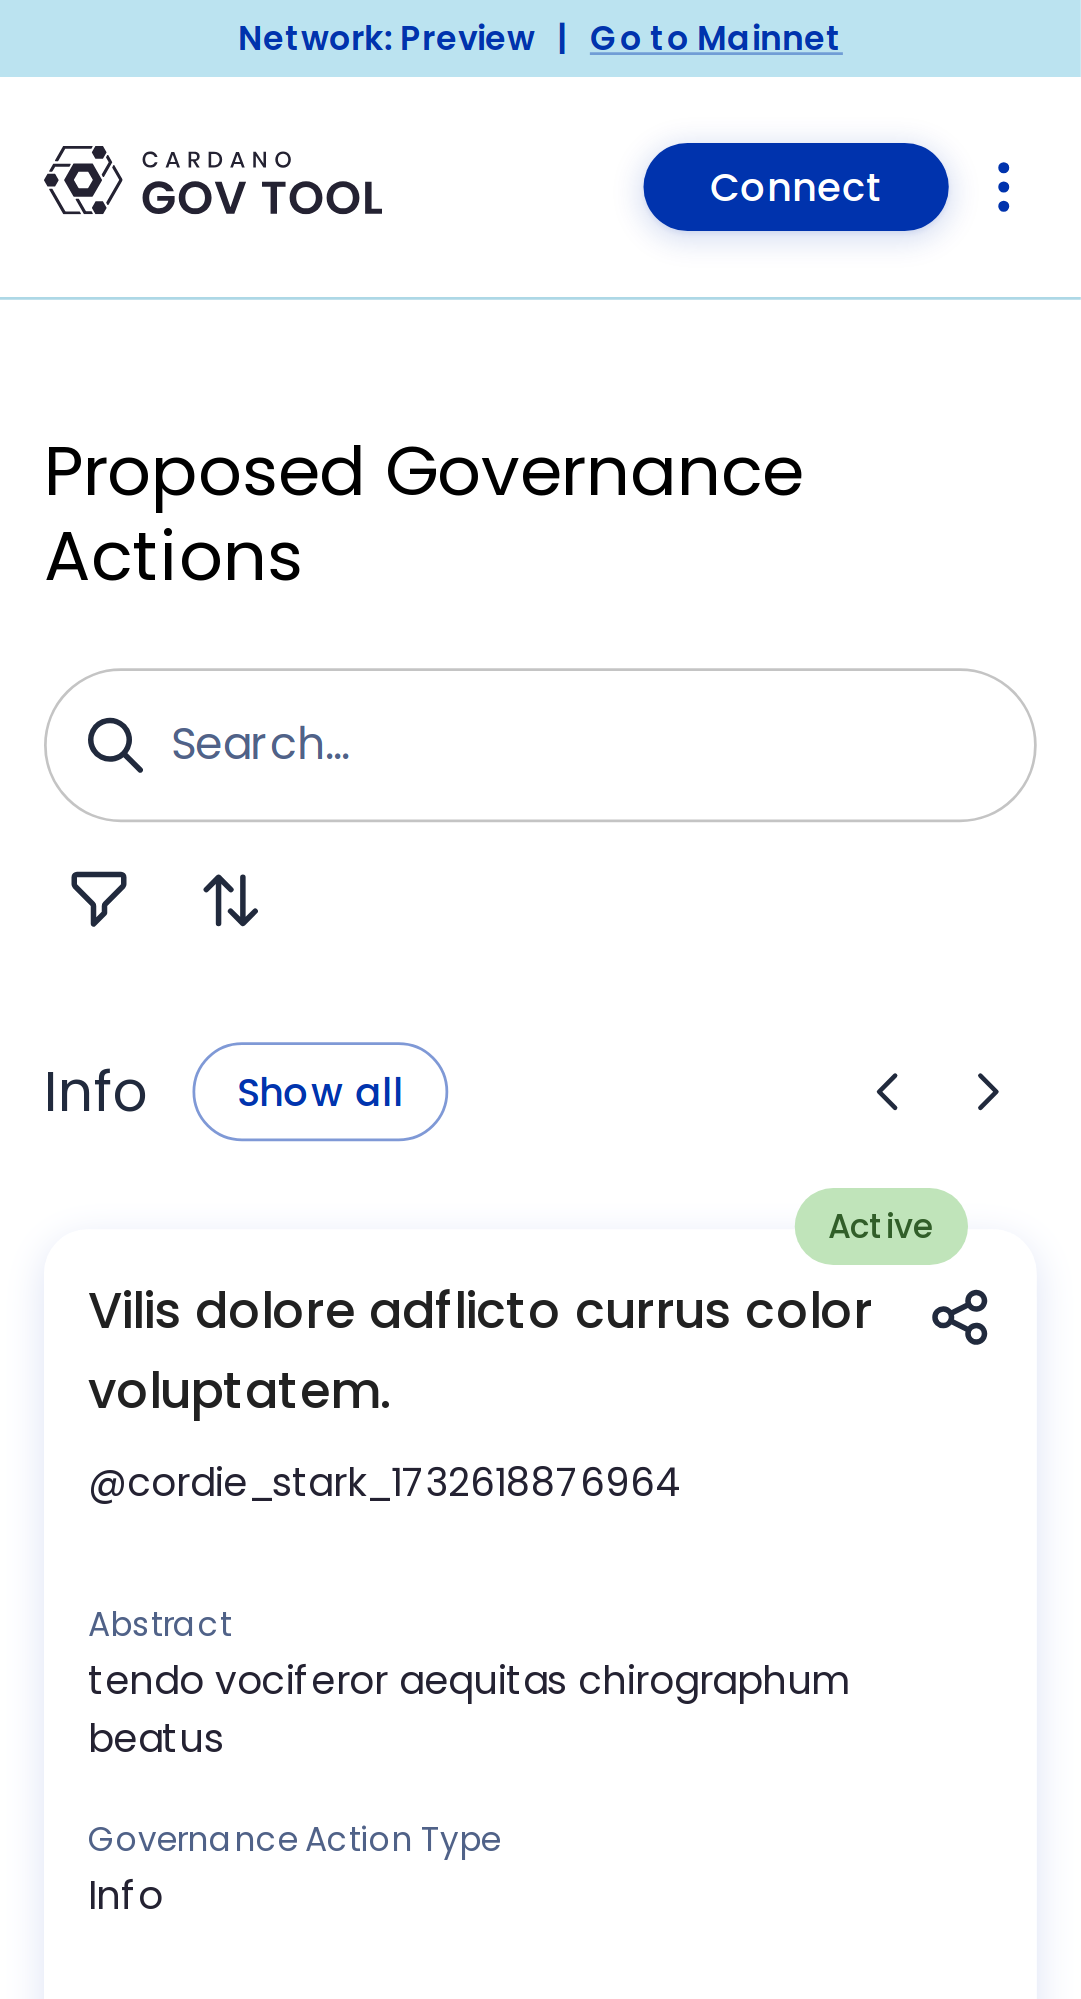 Network: Preview | Go to Mainnet
CARDANO
GOV TOOL
Connect
Proposed Governance
Actions
Search...
Info
Show all
Active
Vilis dolore adflicto currus color
voluptatem.
@cordie_stark_1732618876964
Abstract
tendo vociferor aequitas chirographum
beatus
Governance Action Type
Info